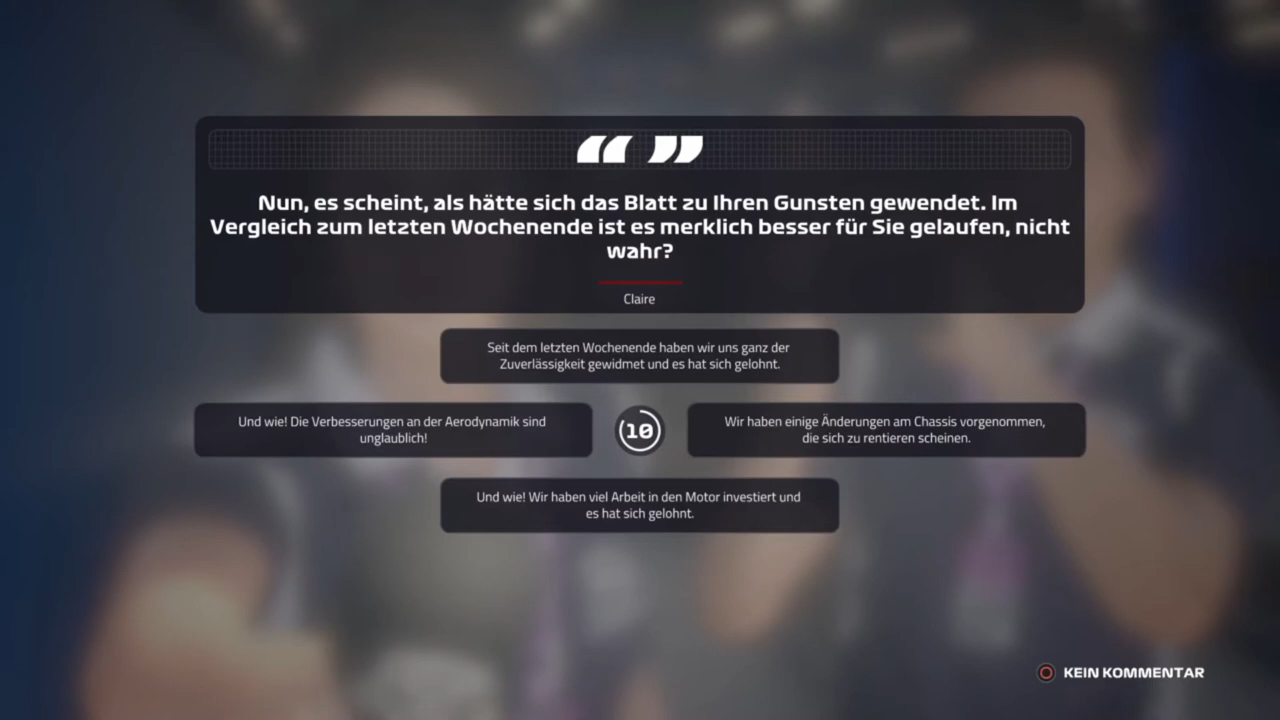 “ ”
Nun, es scheint, als hätte sich das Blatt zu Ihren Gunsten gewendet. Im
Vergleich zum letzten Wochenende ist es merklich besser für Sie gelaufen, nicht
wahr?
Claire
Seit dem letzten Wochenende haben wir uns ganz der
Zuverlässigkeit gewidmet und es hat sich gelohnt.
Und wie! Die Verbesserungen an der Aerodynamik sind
unglaublich!
10
Wir haben einige Änderungen am Chassis vorgenommen,
die sich zu rentieren scheinen.
Und wie! Wir haben viel Arbeit in den Motor investiert und
es hat sich gelohnt.
KEIN KOMMENTAR